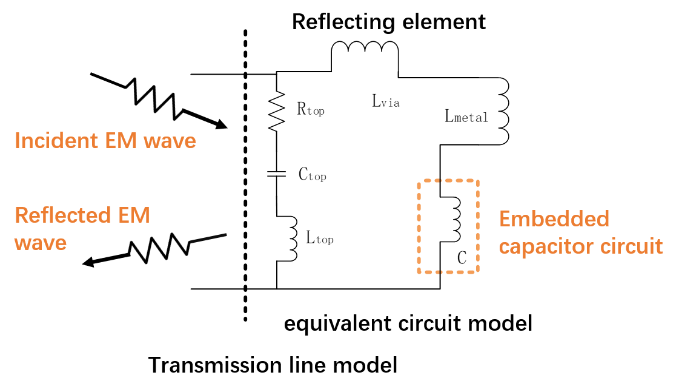 Reflecting element
Incident EM wave
Rtop
Lvia
Lmetal
Ctop
Reflected EM
wave
Ltop
Embedded
capacitor circuit
C
equivalent circuit model
Transmission line model